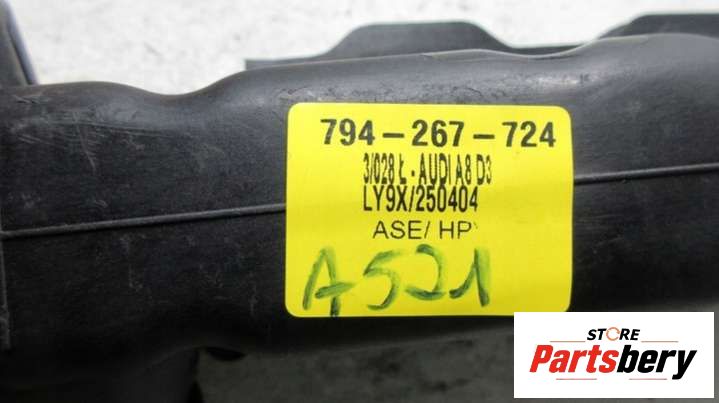 794-267-724
3/028 Ł - AUDI A8 D3
LY9X/250404
ASE/ HP
A521
STORE
Partsbery